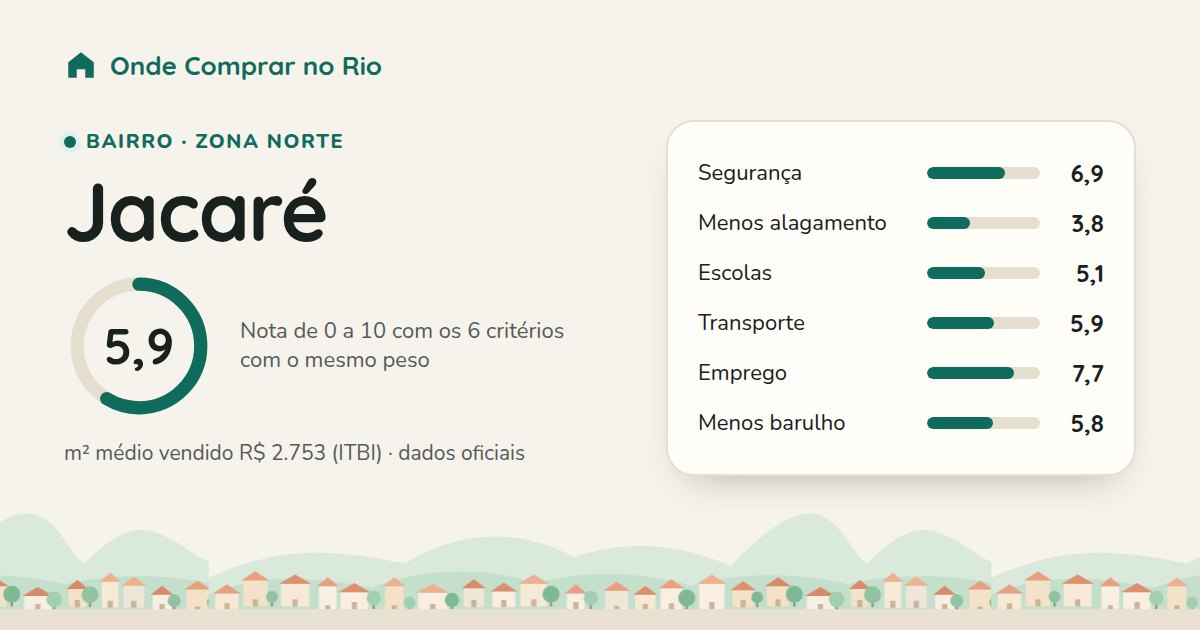 Onde Comprar no Rio
BAIRRO · ZONA NORTE
Jacaré
5,9
Nota de 0 a 10 com os 6 critérios
com o mesmo peso
m² médio vendido R$ 2.753 (ITBI) · dados oficiais
Segurança 6,9
Menos alagamento 3,8
Escolas 5,1
Transporte 5,9
Emprego 7,7
Menos barulho 5,8